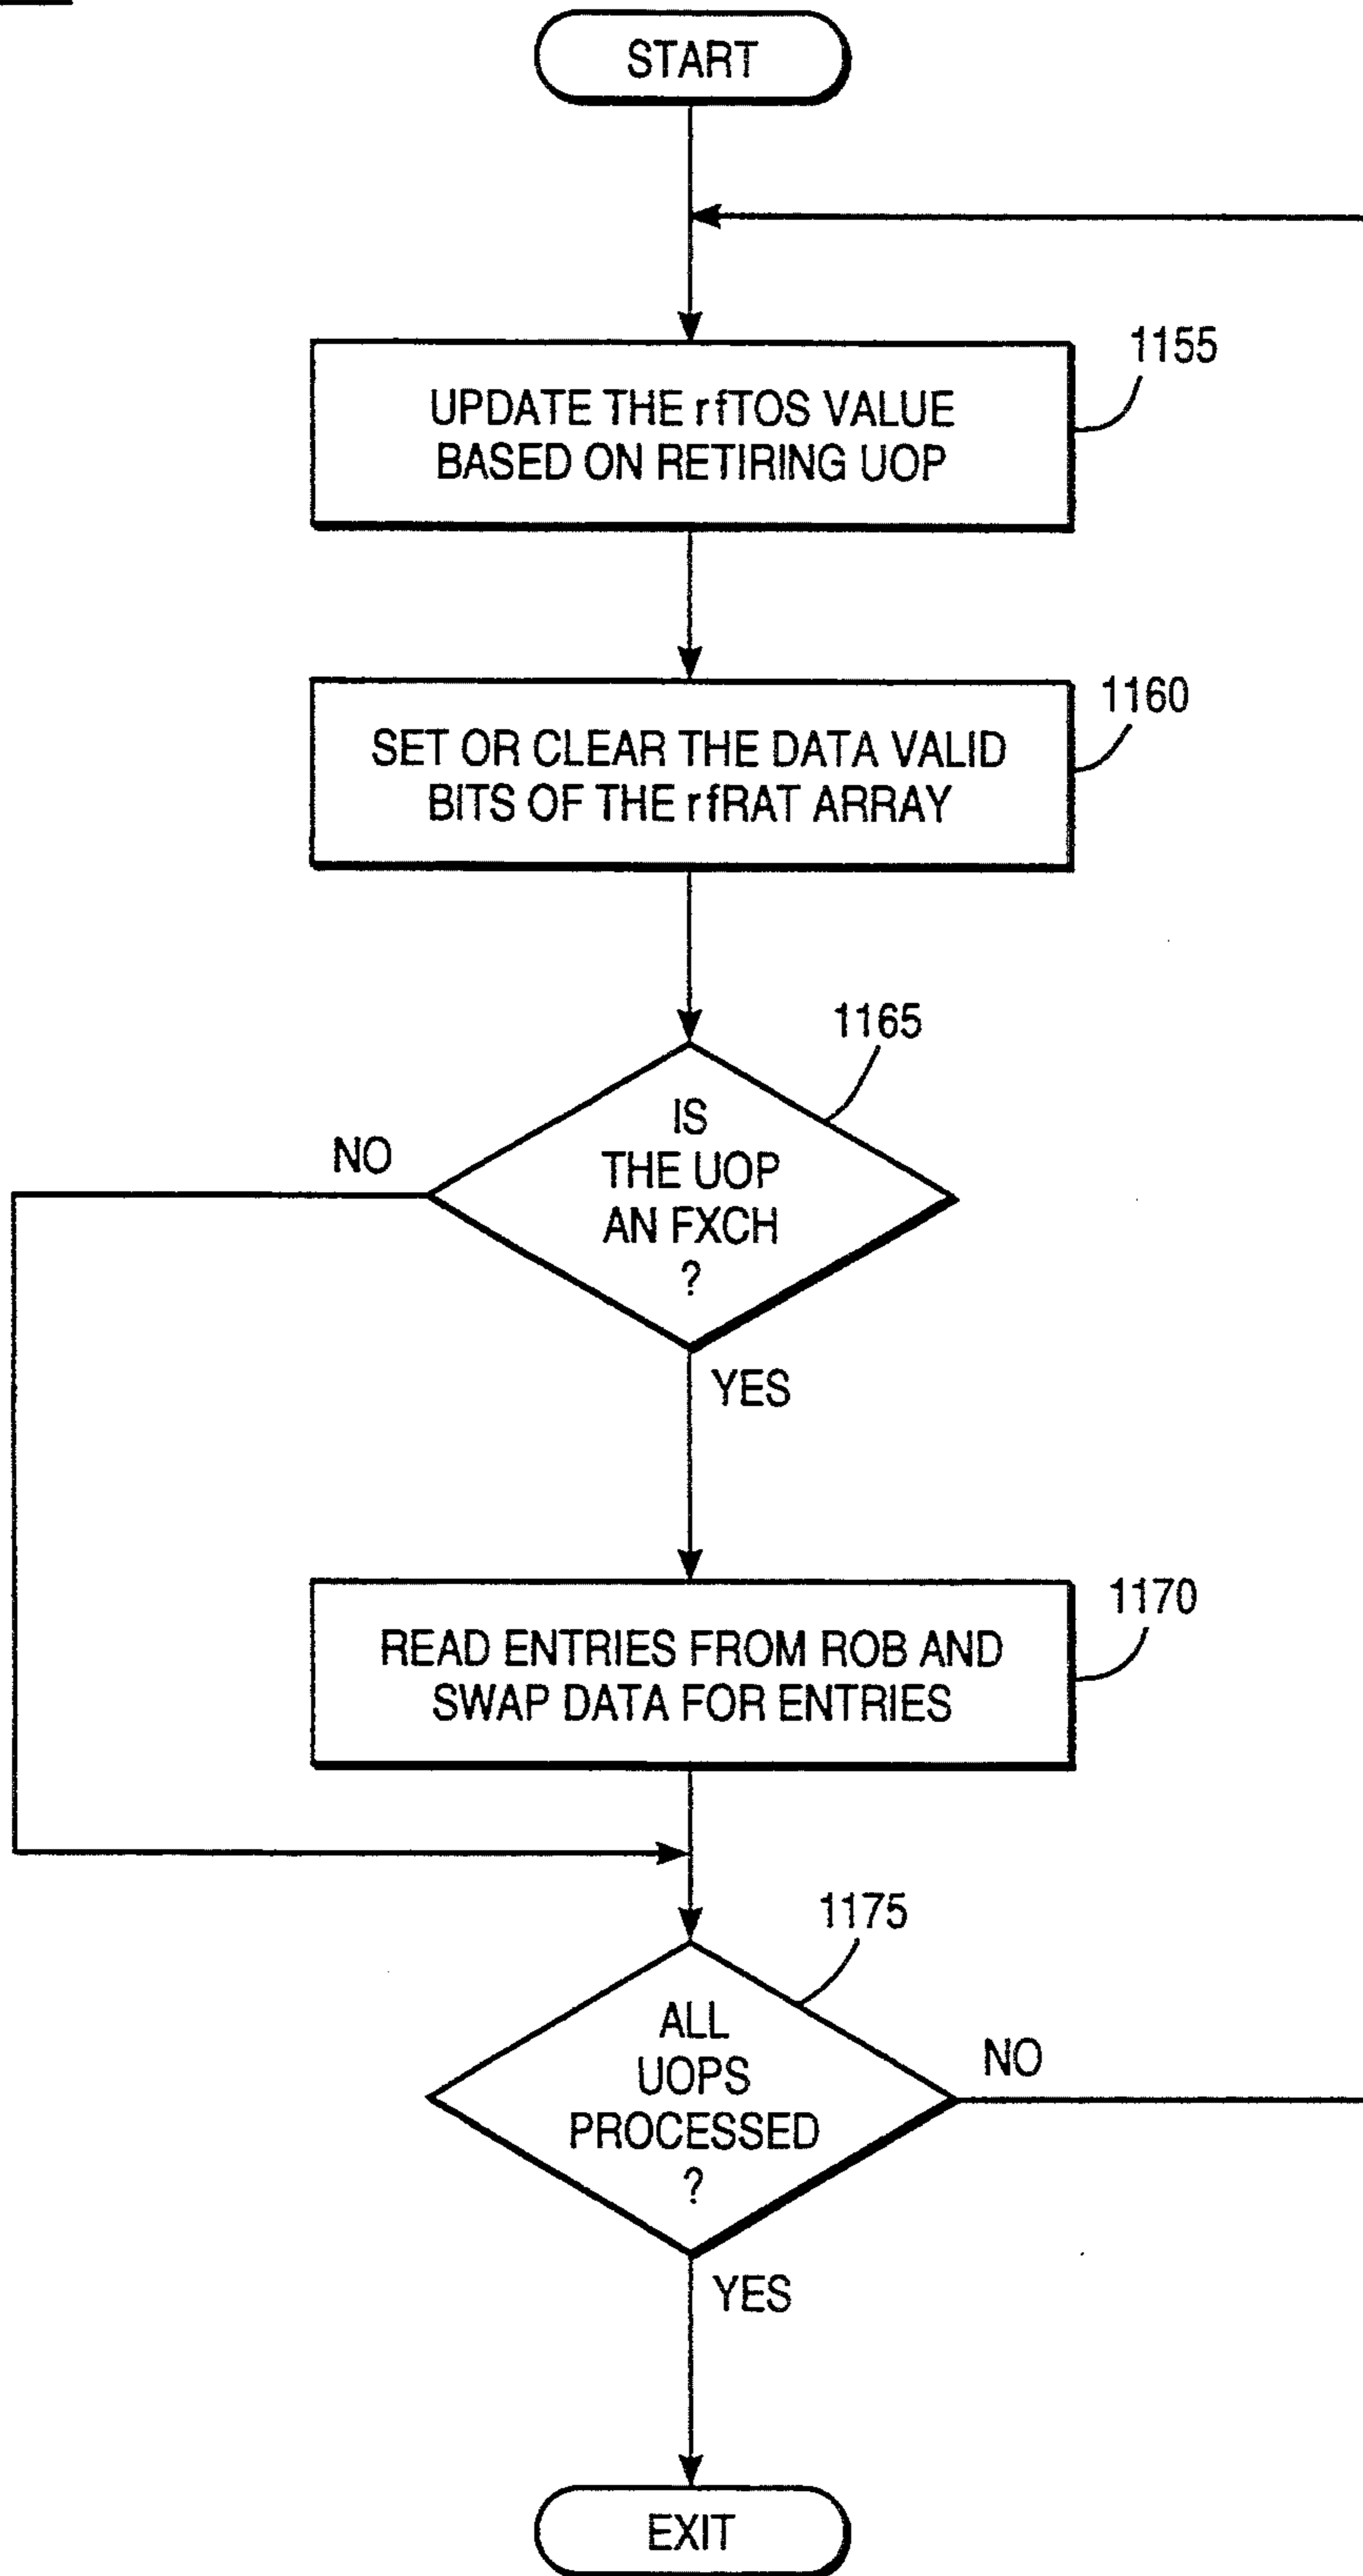 START
UPDATE THE rfTOS VALUE
BASED ON RETIRING UOP
1155
SET OR CLEAR THE DATA VALID
BITS OF THE rfRAT ARRAY
1160
IS
THE UOP
AN FXCH
?
1165
NO
YES
READ ENTRIES FROM ROB AND
SWAP DATA FOR ENTRIES
1170
ALL
UOPS
PROCESSED
?
1175
NO
YES
EXIT